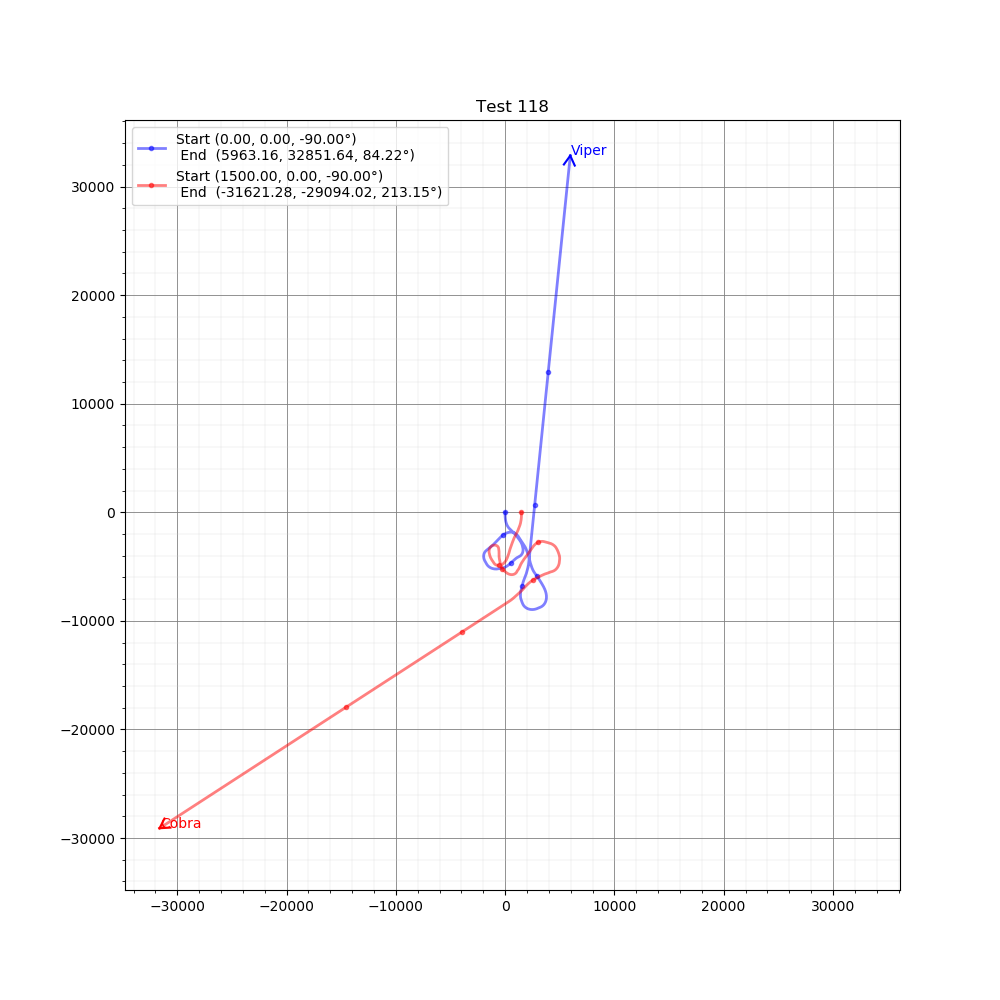 Test 118
Start (0.00, 0.00, -90.00°)
End (5963.16, 32851.64, 84.22°)
Start (1500.00, 0.00, -90.00°)
End (-31621.28, -29094.02, 213.15°)
Viper
30000
20000
10000
0
−10000
−20000
−30000
Cobra
−30000
−20000
−10000
0
10000
20000
30000